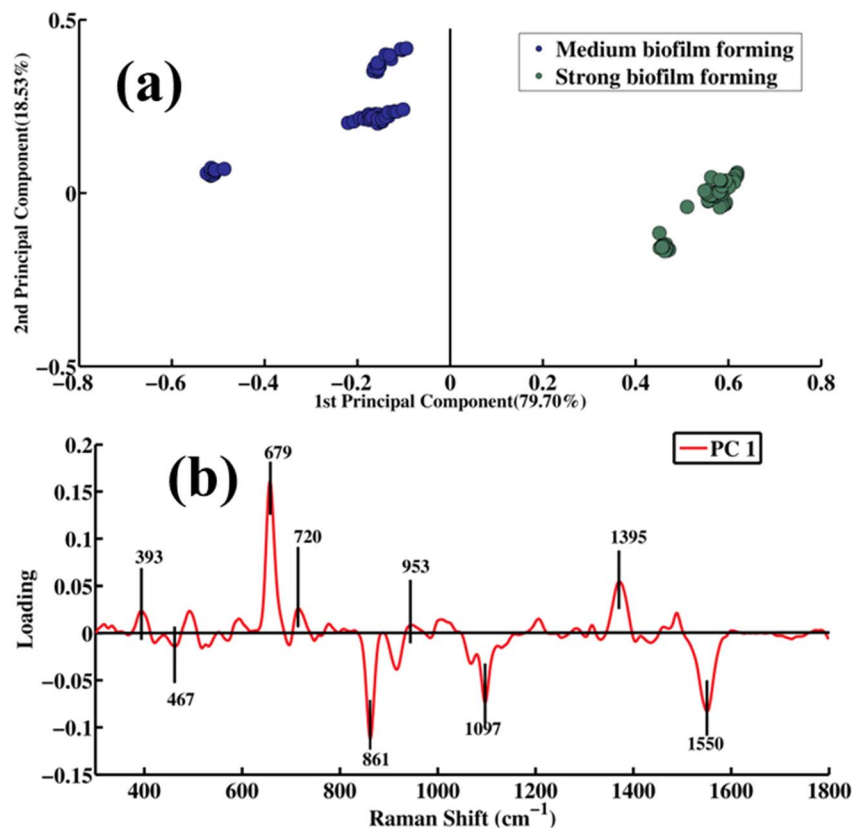 0.5
(a)
Medium biofilm forming
Strong biofilm forming
2nd Principal Component(18.53%)
0
−0.5
−0.8 −0.6 −0.4 −0.2 0 0.2 0.4 0.6 0.8
1st Principal Component(79.70%)
0.2
(b)
679
PC 1
0.15
0.1
720
1395
393
953
0.05
Loading
0
−0.05
467
1097
1550
−0.1
861
−0.15
400 600 800 1000 1200 1400 1600 1800
Raman Shift (cm⁻¹)